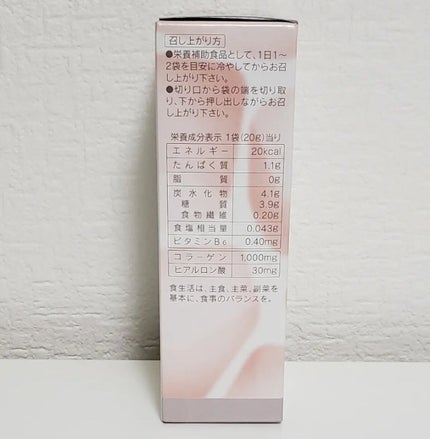 召し上がり方
●栄養補助食品として、1日1〜
2袋を目安に冷やしてからお召
し上がり下さい。
●切り口から袋の端を切り取
り、下から押し出しながらお召
し上がり下さい。
栄養成分表示 1袋(20g)当り
エネルギー 20kcal
たんぱく質 1.1g
脂質 0g
炭水化物 4.1g
糖質 3.9g
食物繊維 0.20g
食塩相当量 0.043g
ビタミンB6 0.40mg
コラーゲン 1,000mg
ヒアルロン酸 30mg
食生活は、主食、主菜、副菜を
基本に、食事のバランスを。